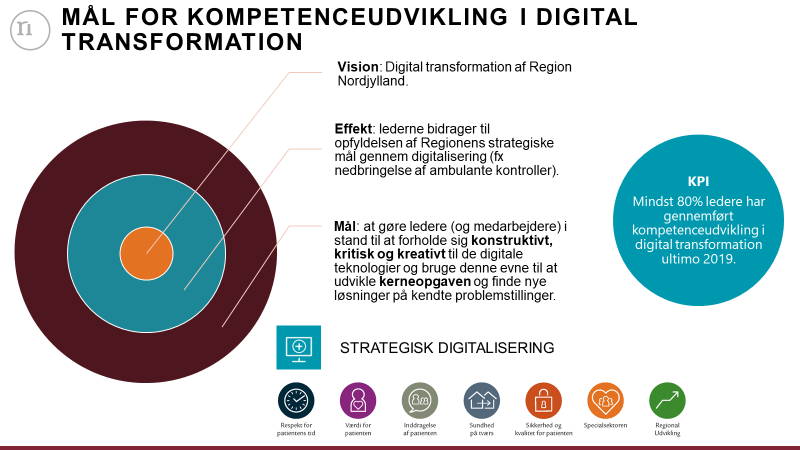 n
MÅL FOR KOMPETENCEUDVIKLING I DIGITAL
TRANSFORMATION
Vision: Digital transformation af Region
Nordjylland.
Effekt: lederne bidrager til
opfyldelsen af Regionens strategiske
mål gennem digitalisering (fx
nedbringelse af ambulante kontroller).
Mål: at gøre ledere (og medarbejdere) i
stand til at forholde sig konstruktivt,
kritisk og kreativt til de digitale
teknologier og bruge denne evne til at
udvikle kerneopgaven og finde nye
løsninger på kendte problemstillinger.
KPI
Mindst 80% ledere har
gennemført
kompetenceudvikling i
digital transformation
ultimo 2019.
STRATEGISK DIGITALISERING
Respekt for
patientens tid
Værdi for
patienten
Inddragelse
af patienten
Sundhed
på tværs
Sikkerhed og
kvalitet for patienten
Specialsektoren
Regional
Udvikling